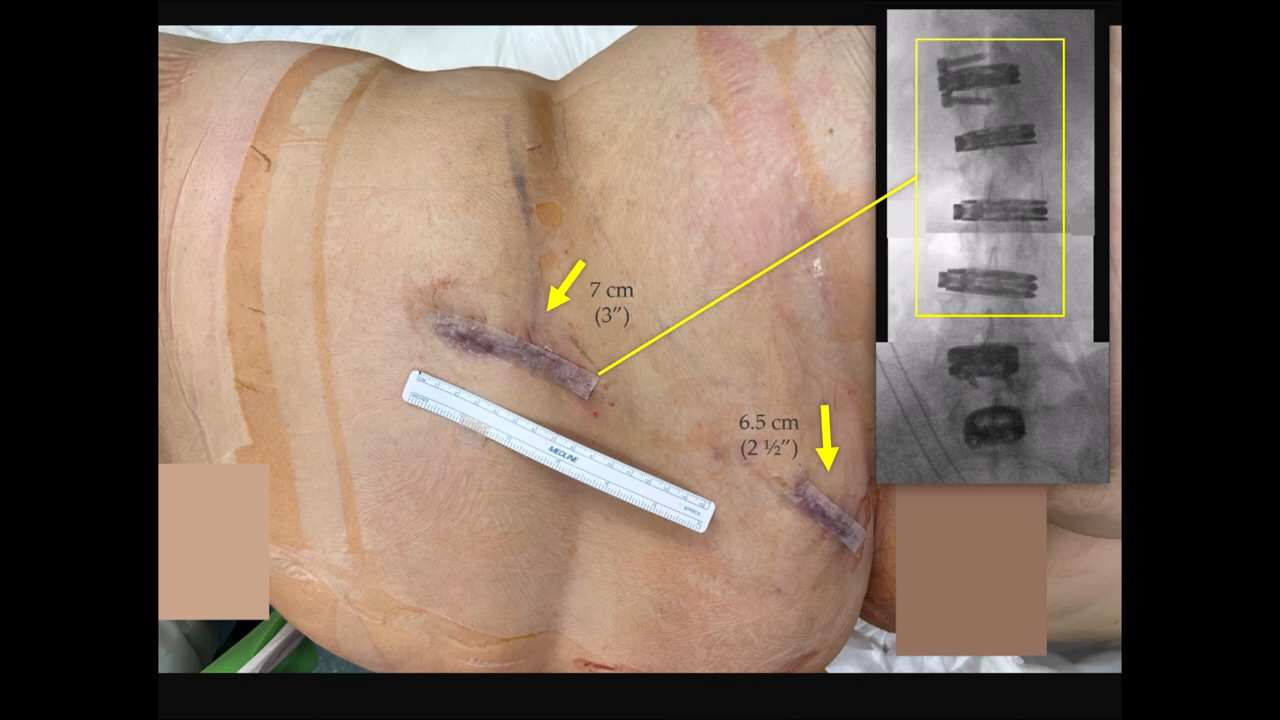 7 cm
(3”)
6.5 cm
(2 ½”)
MEDLINE